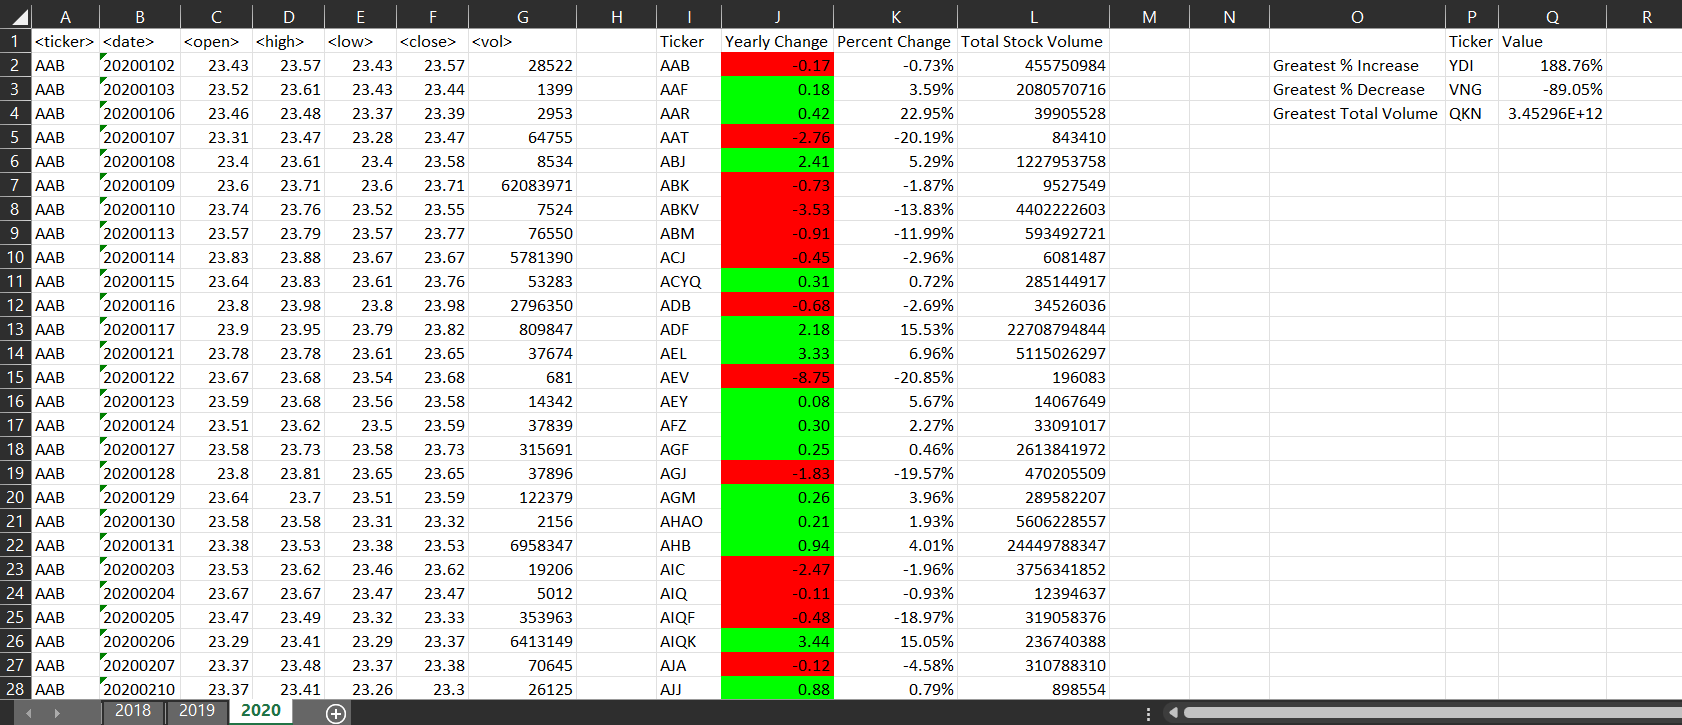 A B C D E F G H I J K L M N O P Q R
1 <ticker> <date> <open> <high> <low> <close> <vol> Ticker Yearly Change Percent Change Total Stock Volume Ticker Value
2 AAB 20200102 23.43 23.57 23.43 23.57 28522 AAB -0.17 -0.73% 455750984 Greatest % Increase YDI 188.76%
3 AAB 20200103 23.52 23.61 23.43 23.44 1399 AAF 0.18 3.59% 2080570716 Greatest % Decrease VNG -89.05%
4 AAB 20200106 23.46 23.48 23.37 23.39 2953 AAR 0.42 22.95% 39905528 Greatest Total Volume QKN 3.45296E+12
5 AAB 20200107 23.31 23.47 23.28 23.47 64755 AAT -2.76 -20.19% 843410
6 AAB 20200108 23.4 23.61 23.4 23.58 8534 ABJ 2.41 5.29% 1227953758
7 AAB 20200109 23.6 23.71 23.6 23.71 62083971 ABK -0.73 -1.87% 9527549
8 AAB 20200110 23.74 23.76 23.52 23.55 7524 ABKV -3.53 -13.83% 4402222603
9 AAB 20200113 23.57 23.79 23.57 23.77 76550 ABM -0.91 -11.99% 593492721
10 AAB 20200114 23.83 23.88 23.67 23.67 5781390 ACJ -0.45 -2.96% 6081487
11 AAB 20200115 23.64 23.83 23.61 23.76 53283 ACYQ 0.31 0.72% 285144917
12 AAB 20200116 23.8 23.98 23.8 23.98 2796350 ADB -0.68 -2.69% 34526036
13 AAB 20200117 23.9 23.95 23.79 23.82 809847 ADF 2.18 15.53% 22708794844
14 AAB 20200121 23.78 23.78 23.61 23.65 37674 AEL 3.33 6.96% 5115026297
15 AAB 20200122 23.67 23.68 23.54 23.68 681 AEV -8.75 -20.85% 196083
16 AAB 20200123 23.59 23.68 23.56 23.58 14342 AEY 0.08 5.67% 14067649
17 AAB 20200124 23.51 23.62 23.5 23.59 37839 AFZ 0.30 2.27% 33091017
18 AAB 20200127 23.58 23.73 23.58 23.73 315691 AGF 0.25 0.46% 2613841972
19 AAB 20200128 23.8 23.81 23.65 23.65 37896 AGJ -1.83 -19.57% 470205509
20 AAB 20200129 23.64 23.7 23.51 23.59 122379 AGM 0.26 3.96% 289582207
21 AAB 20200130 23.58 23.58 23.31 23.32 2156 AHAO 0.21 1.93% 5606228557
22 AAB 20200131 23.38 23.53 23.38 23.53 6958347 AHB 0.94 4.01% 24449788347
23 AAB 20200203 23.53 23.62 23.46 23.62 19206 AIC -2.47 -1.96% 3756341852
24 AAB 20200204 23.67 23.67 23.47 23.47 5012 AIQ -0.11 -0.93% 12394637
25 AAB 20200205 23.47 23.49 23.32 23.33 353963 AIQF -0.48 -18.97% 319058376
26 AAB 20200206 23.29 23.41 23.29 23.37 6413149 AIQK 3.44 15.05% 236740388
27 AAB 20200207 23.37 23.48 23.37 23.38 70645 AJA -0.12 -4.58% 310788310
28 AAB 20200210 23.37 23.41 23.26 23.3 26125 AJJ 0.88 0.79% 898554
2018 2019 2020